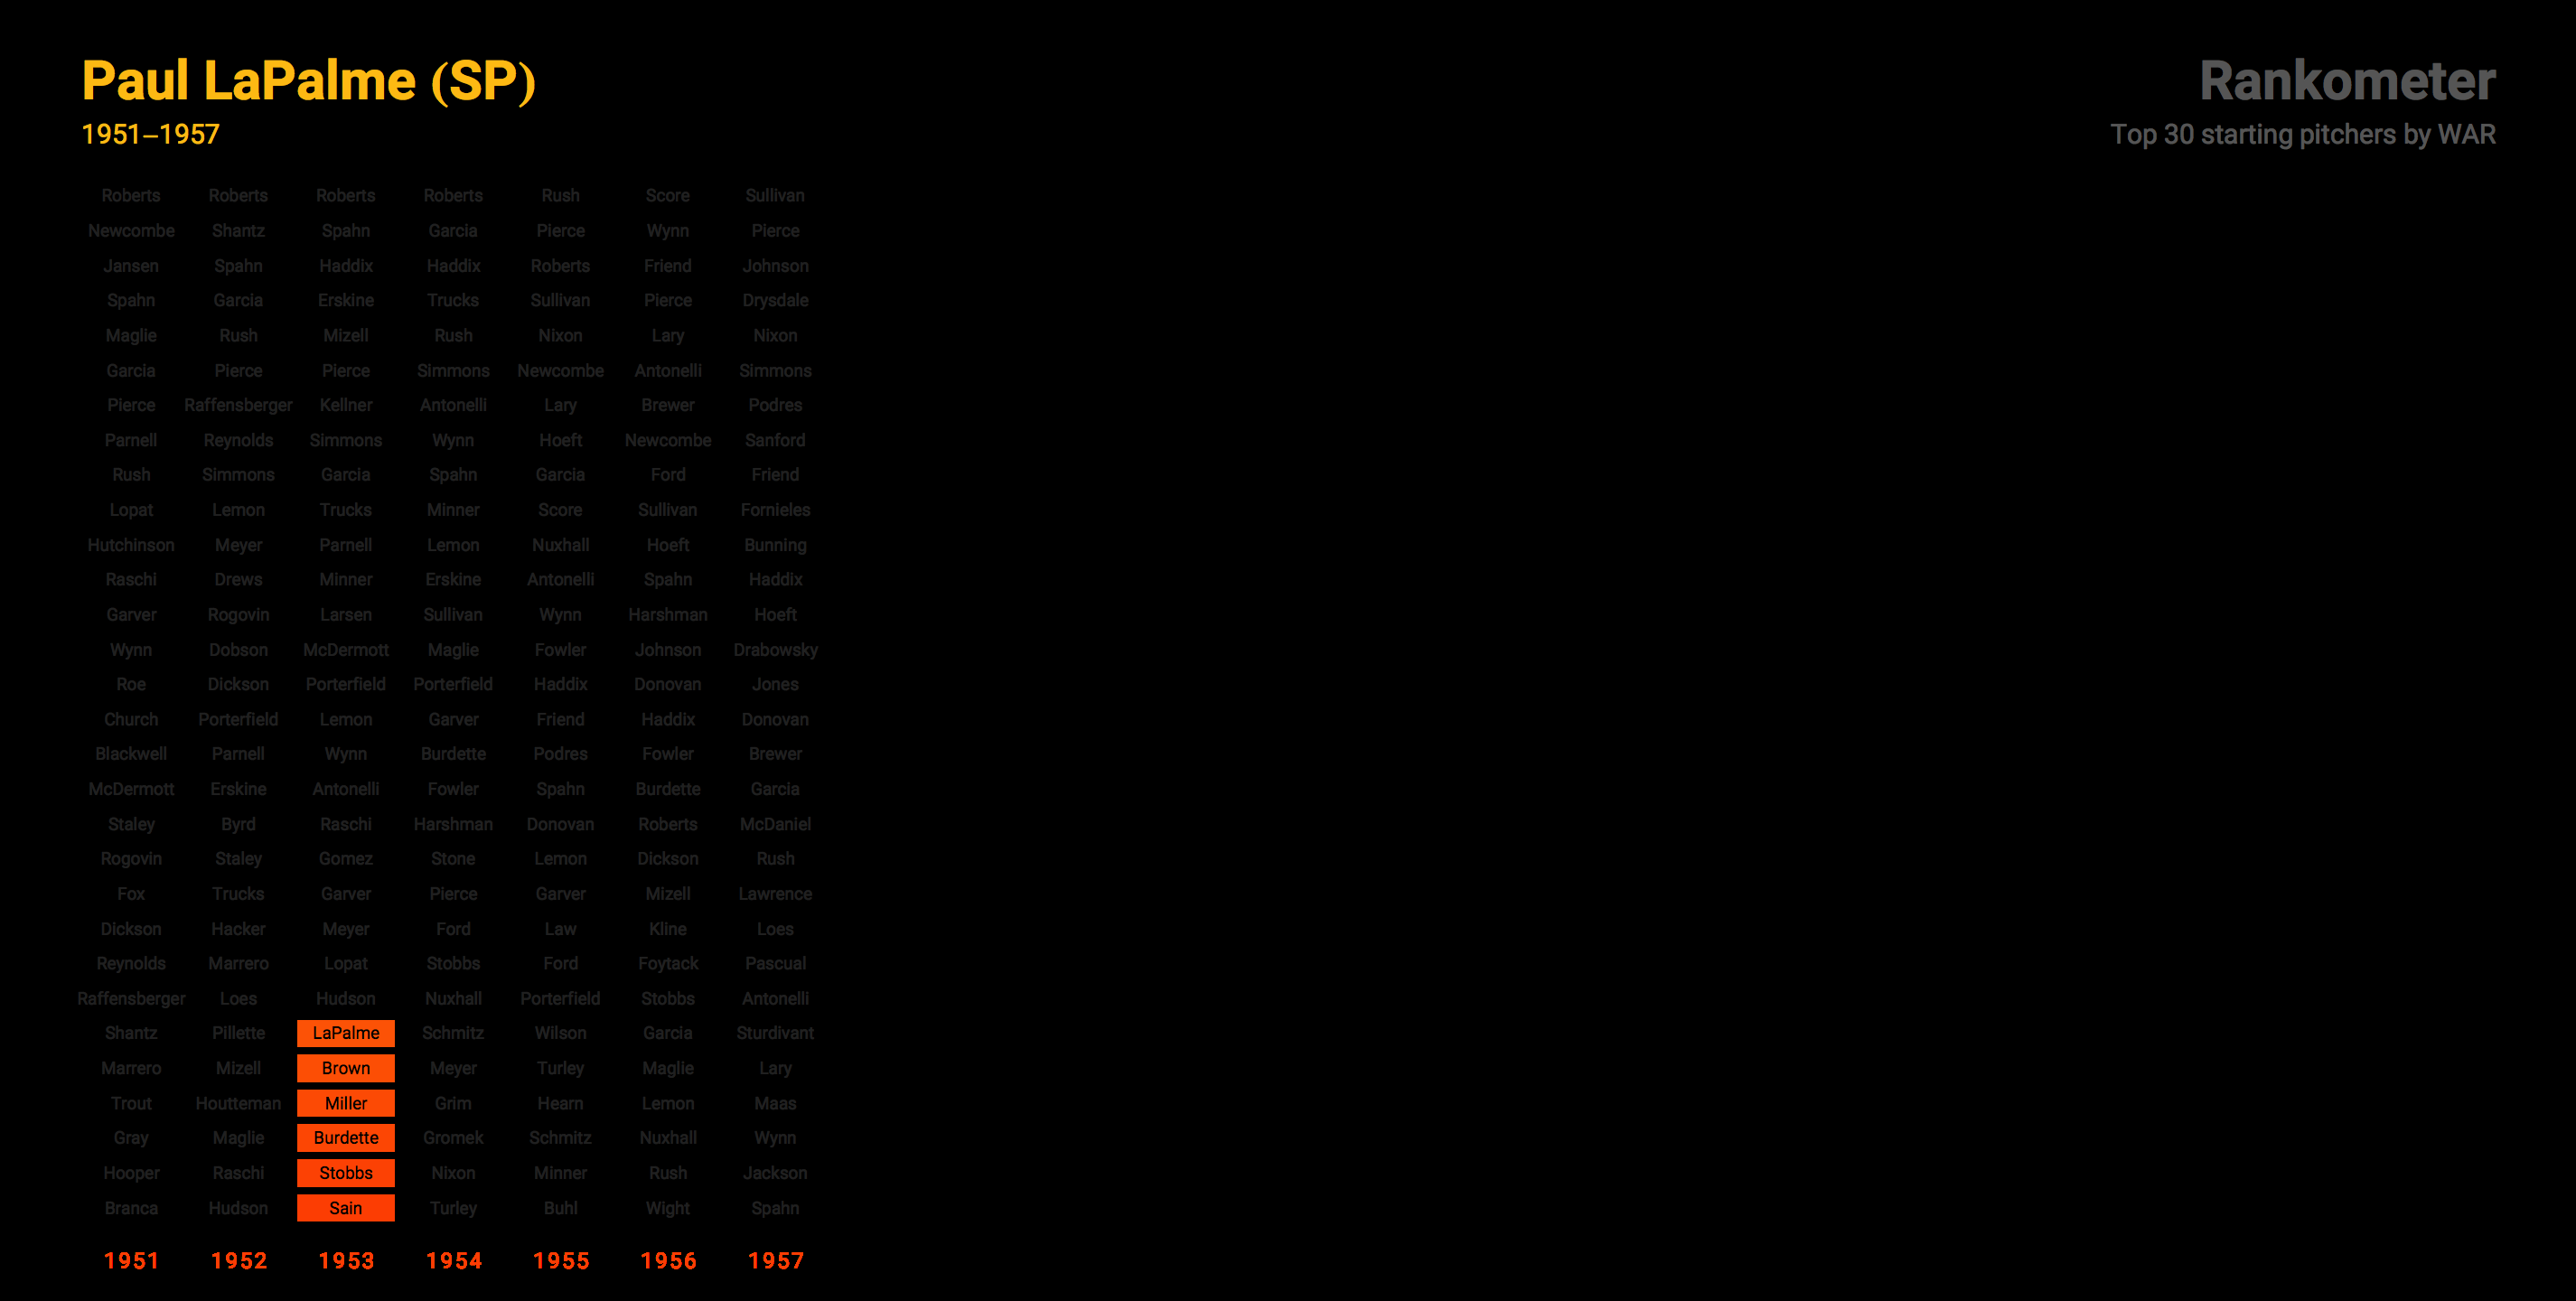 Paul LaPalme (SP)
1951–1957
Rankometer
Top 30 starting pitchers by WAR
Roberts Roberts Roberts Roberts Rush Score Sullivan
Newcombe Shantz Spahn Garcia Pierce Wynn Pierce
Jansen Spahn Haddix Haddix Roberts Friend Johnson
Spahn Garcia Erskine Trucks Sullivan Pierce Drysdale
Maglie Rush Mizell Rush Nixon Lary Nixon
Garcia Pierce Pierce Simmons Newcombe Antonelli Simmons
Pierce Raffensberger Kellner Antonelli Lary Brewer Podres
Parnell Reynolds Simmons Wynn Hoeft Newcombe Sanford
Rush Simmons Garcia Spahn Garcia Ford Friend
Lopat Lemon Trucks Minner Score Sullivan Fornieles
Hutchinson Meyer Parnell Lemon Nuxhall Hoeft Bunning
Raschi Drews Minner Erskine Antonelli Spahn Haddix
Garver Rogovin Larsen Sullivan Wynn Harshman Hoeft
Wynn Dobson McDermott Maglie Fowler Johnson Drabowsky
Roe Dickson Porterfield Porterfield Haddix Donovan Jones
Church Porterfield Lemon Garver Friend Haddix Donovan
Blackwell Parnell Wynn Burdette Podres Fowler Brewer
McDermott Erskine Antonelli Fowler Spahn Burdette Garcia
Staley Byrd Raschi Harshman Donovan Roberts McDaniel
Rogovin Staley Gomez Stone Lemon Dickson Rush
Fox Trucks Garver Pierce Garver Mizell Lawrence
Dickson Hacker Meyer Ford Law Kline Loes
Reynolds Marrero Lopat Stobbs Ford Foytack Pascual
Raffensberger Loes Hudson Nuxhall Porterfield Stobbs Antonelli
Shantz Pillette LaPalme Schmitz Wilson Garcia Sturdivant
Marrero Mizell Brown Meyer Turley Maglie Lary
Trout Houtteman Miller Grim Hearn Lemon Maas
Gray Maglie Burdette Gromek Schmitz Nuxhall Wynn
Hooper Raschi Stobbs Nixon Minner Rush Jackson
Branca Hudson Sain Turley Buhl Wight Spahn
1951 1952 1953 1954 1955 1956 1957